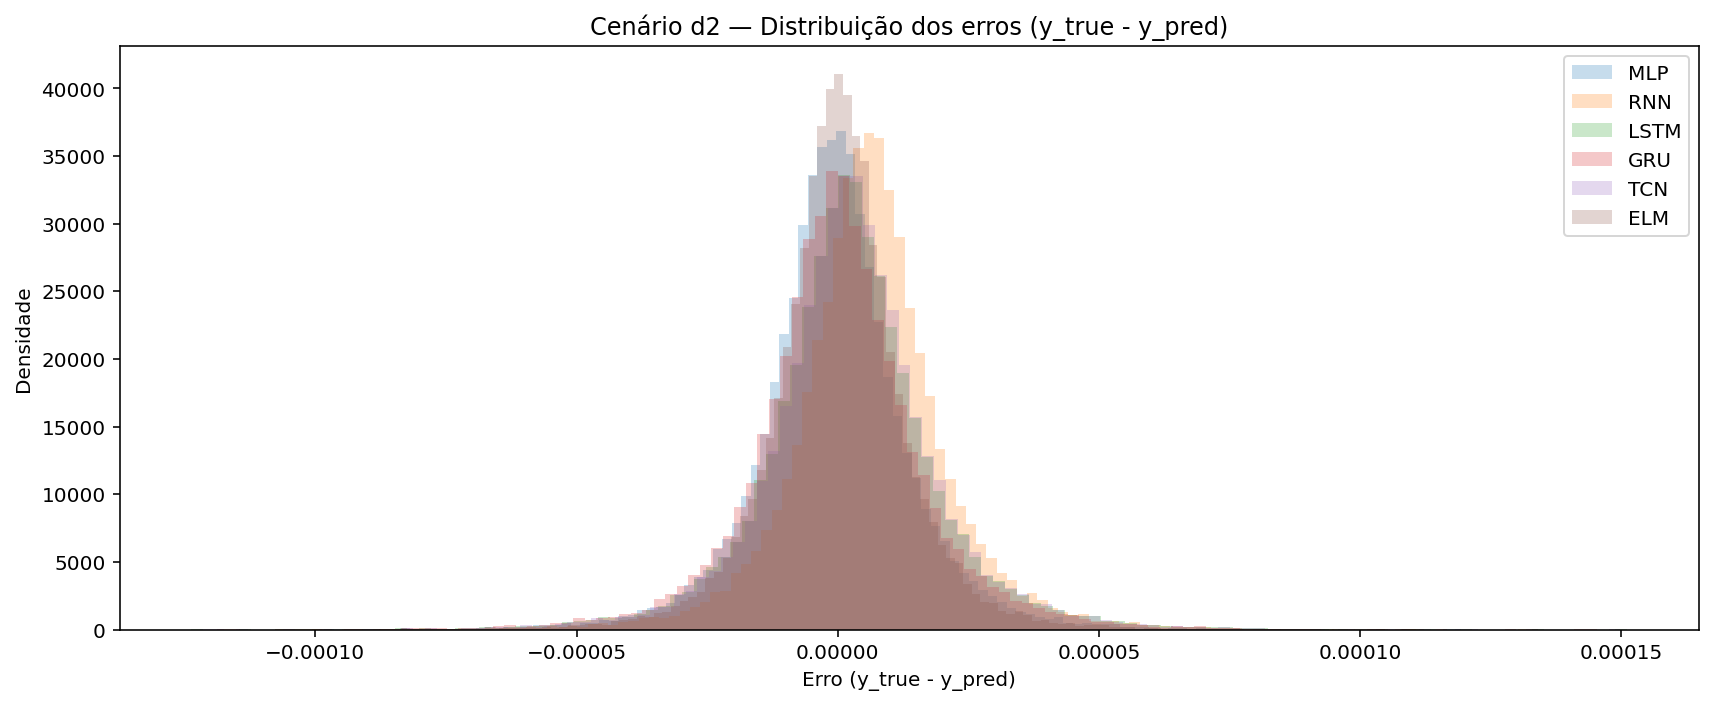 Cenário d2 — Distribuição dos erros (y_true - y_pred)
MLP
RNN
LSTM
GRU
TCN
ELM
Densidade
40000
35000
30000
25000
20000
15000
10000
5000
0
−0.00010
−0.00005
0.00000
0.00005
0.00010
0.00015
Erro (y_true - y_pred)